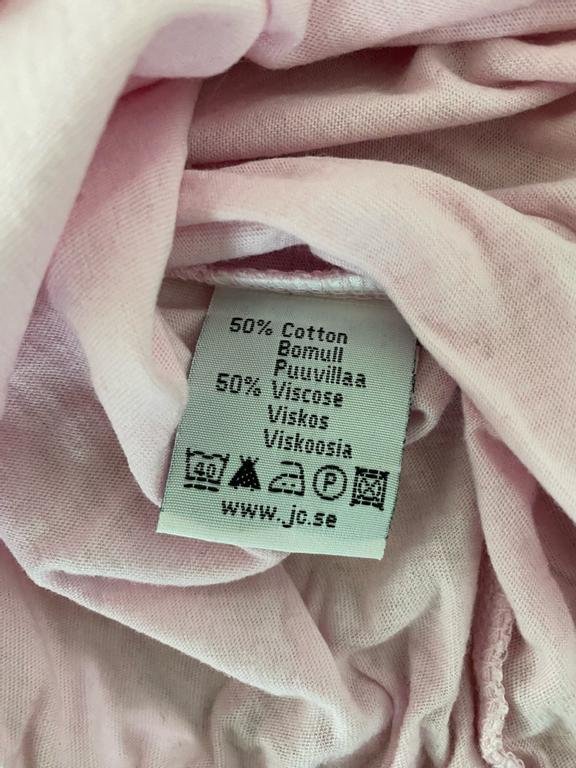 50% Cotton
Bomull
Puuvillaa
50% Viscose
Viskos
Viskoosia
40 P
www.jc.se